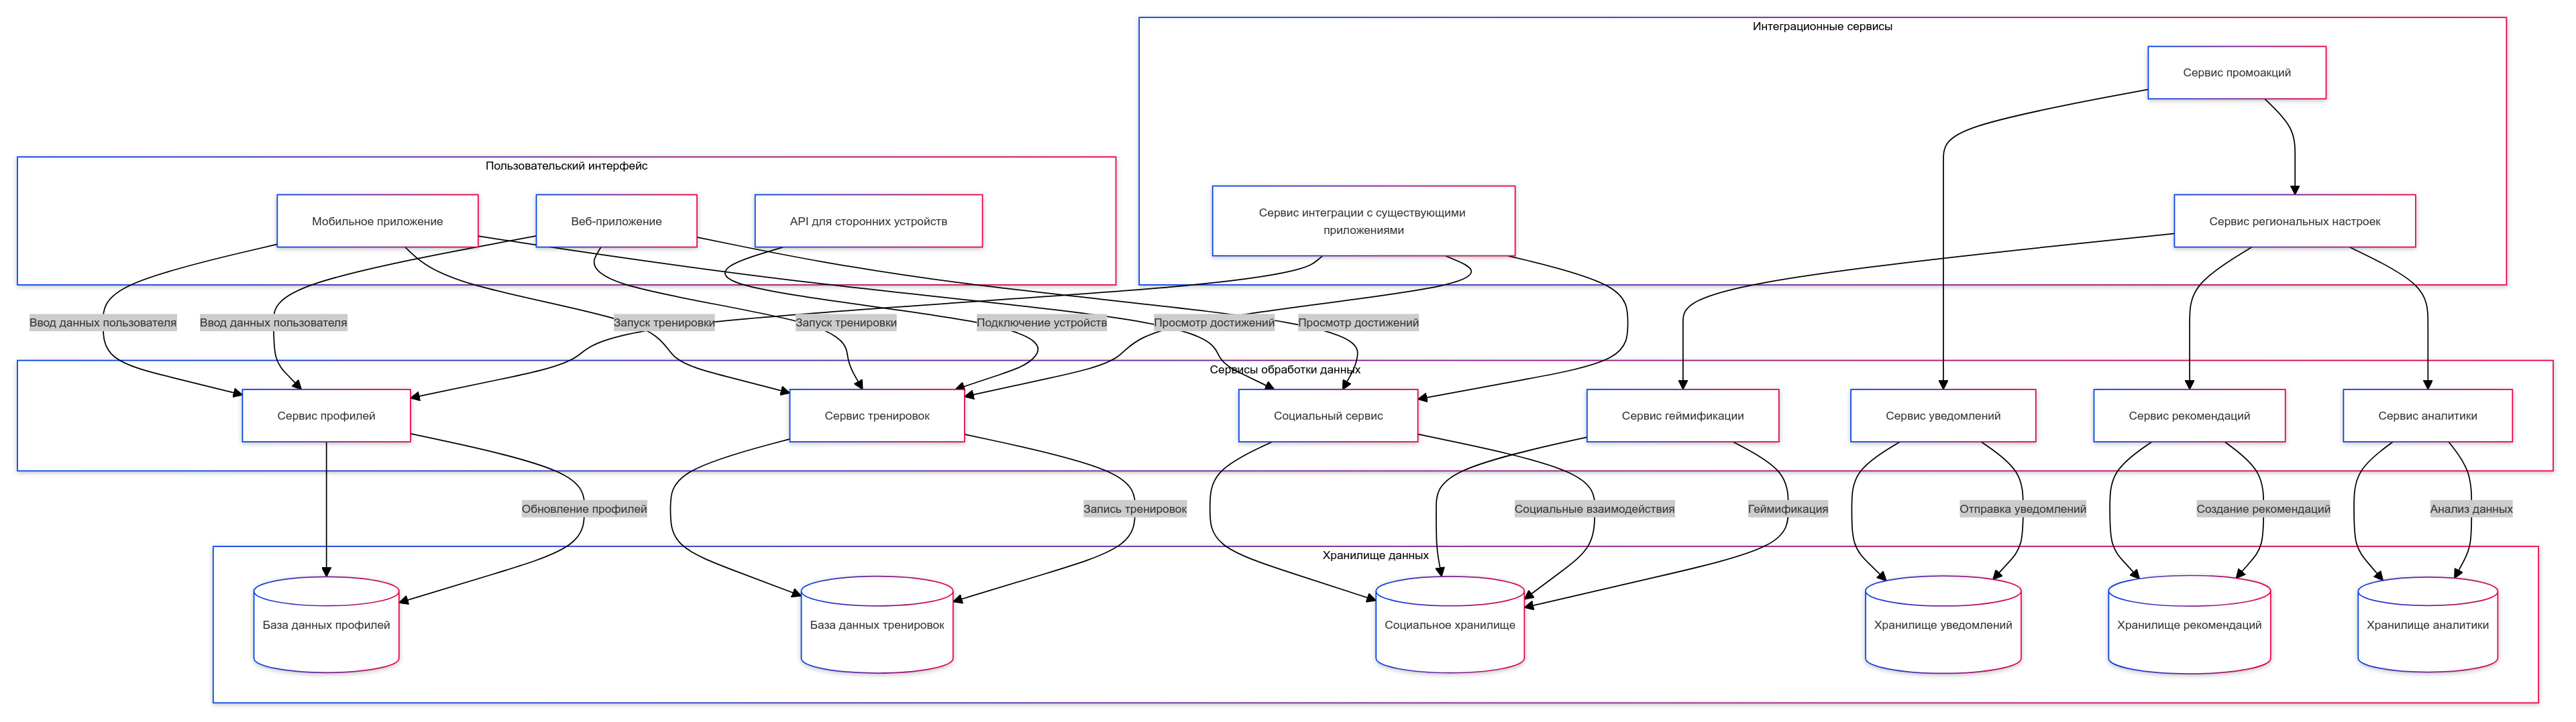 Интеграционные сервисы
Сервис промоакций
Пользовательский интерфейс
Мобильное приложение
Веб-приложение
API для сторонних устройств
Сервис интеграции с существующими
приложениями
Сервис региональных настроек
Ввод данных пользователя
Ввод данных пользователя
Запуск тренировки
Запуск тренировки
Подключение устройств
Просмотр достижений
Просмотр достижений
Сервисы обработки данных
Сервис профилей
Сервис тренировок
Социальный сервис
Сервис геймификации
Сервис уведомлений
Сервис рекомендаций
Сервис аналитики
Обновление профилей
Запись тренировок
Социальные взаимодействия
Геймификация
Отправка уведомлений
Создание рекомендаций
Анализ данных
Хранилище данных
База данных профилей
База данных тренировок
Социальное хранилище
Хранилище уведомлений
Хранилище рекомендаций
Хранилище аналитики